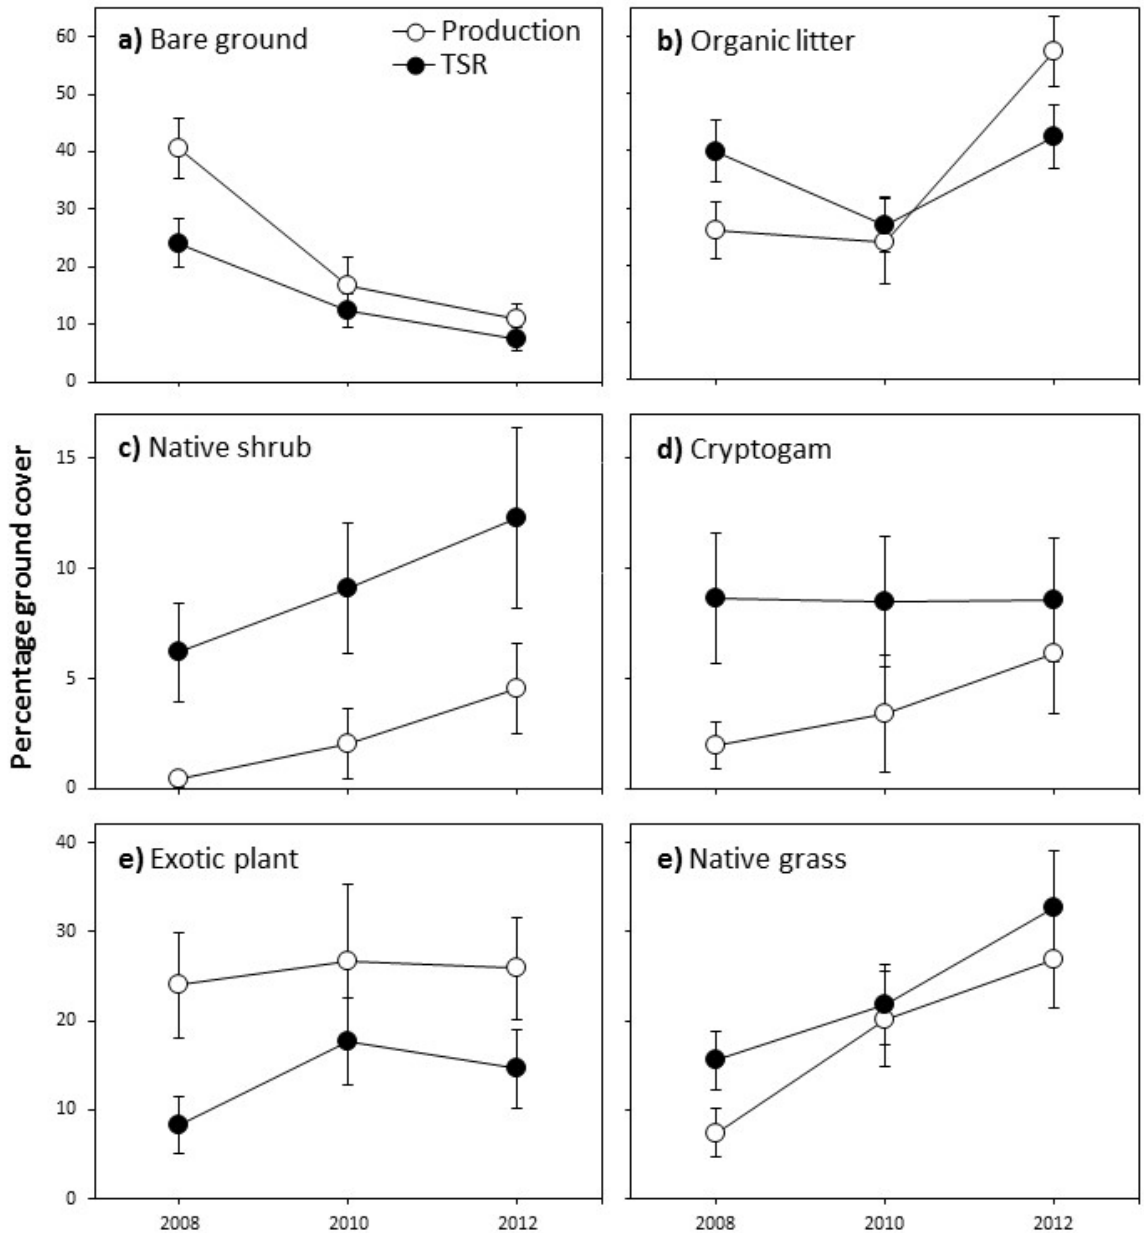 a) Bare ground
Production
TSR
b) Organic litter
60
50
40
30
20
10
0
Percentage ground cover
c) Native shrub
d) Cryptogam
15
10
5
0
e) Exotic plant
e) Native grass
40
30
20
10
0
2008 2010 2012
2008 2010 2012